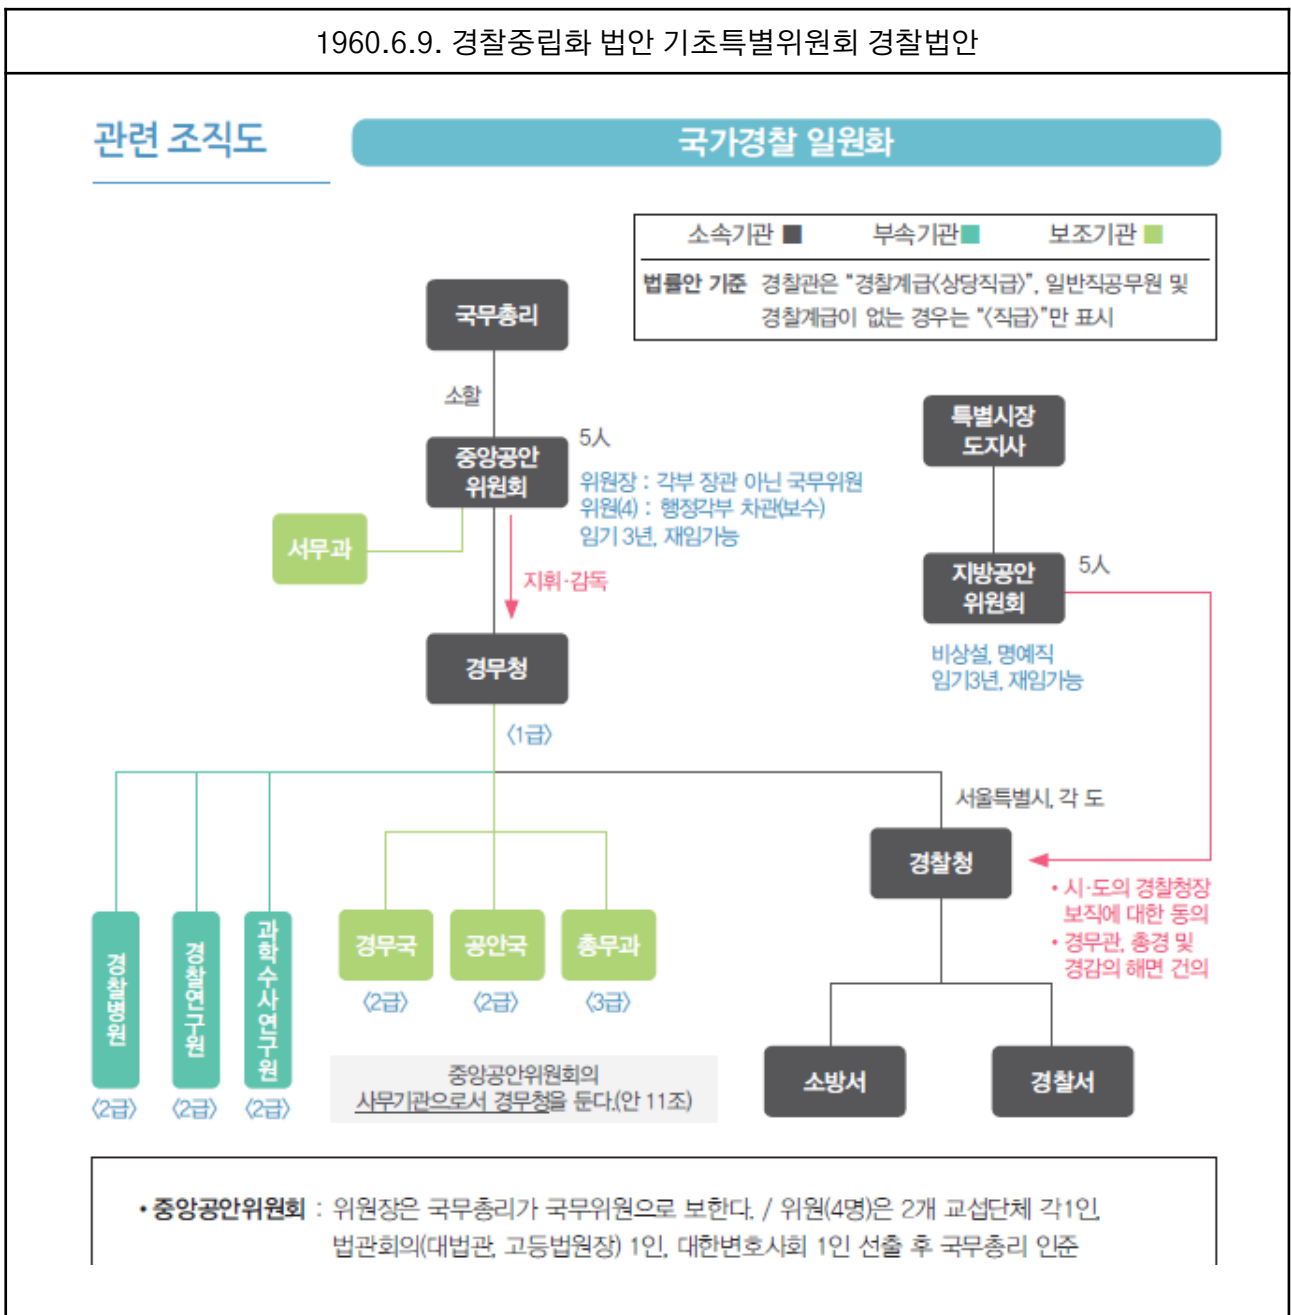 1960.6.9. 경찰중립화 법안 기초특별위원회 경찰법안
관련 조직도
국가경찰 일원화
소속기관 부속기관 보조기관
법률안 기준 경찰관은 “경찰계급〈상당직급〉”, 일반직공무원 및
경찰계급이 없는 경우는 “〈직급〉”만 표시
국무총리
소할
중앙공안
위원회
5人
위원장 : 각부 장관 아닌 국무위원
위원(4) : 행정각부 차관(보수)
임기 3년, 재임가능
서무과
지휘·감독
경무청
〈1급〉
특별시장
도지사
지방공안
위원회
5人
비상설, 명예직
임기3년, 재임가능
서울특별시, 각 도
경찰청
• 시·도의 경찰청장
보직에 대한 동의
• 경무관, 총경 및
경감의 해면 건의
경찰병원
〈2급〉
경찰연구원
〈2급〉
과학수사연구원
〈2급〉
경무국
〈2급〉
공안국
〈2급〉
총무과
〈3급〉
소방서
경찰서
중앙공안위원회의
사무기관으로서 경무청을 둔다.(안 11조)
• 중앙공안위원회 : 위원장은 국무총리가 국무위원으로 보한다. / 위원(4명)은 2개 교섭단체 각1인,
법관회의(대법관, 고등법원장) 1인, 대한변호사회 1인 선출 후 국무총리 인준